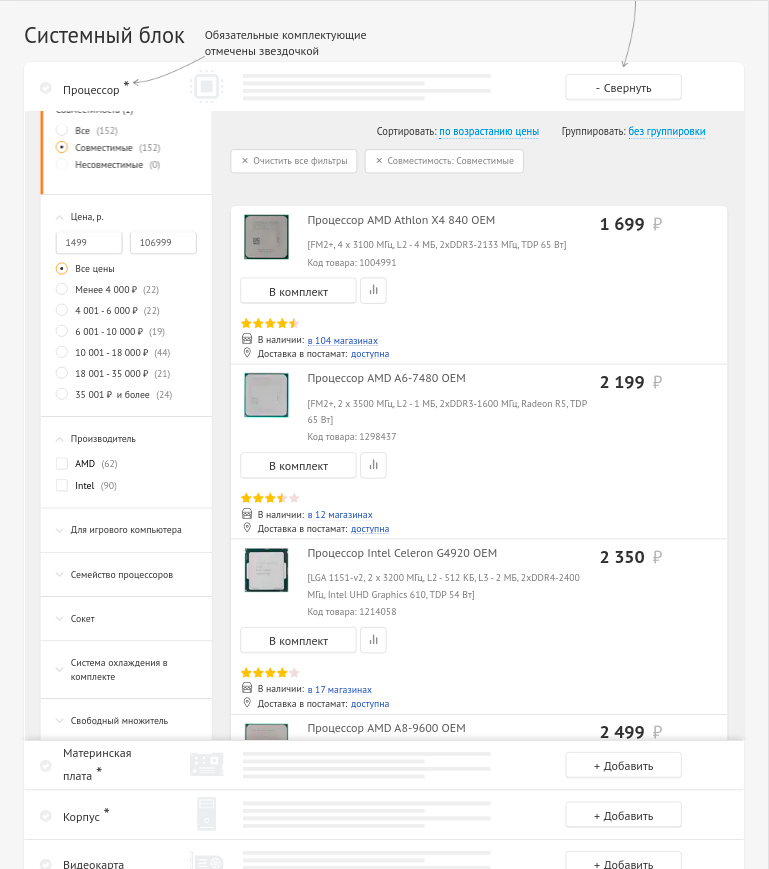 Системный блок
Обязательные комплектующие
отмечены звездочкой
Процессор *
- Свернуть
Совместимость (1)
Все (152)
Совместимые (152)
Несовместимые (0)
Сортировать: по возрастанию цены
Группировать: без группировки
× Очистить все фильтры
× Совместимость: Совместимые
Цена, р.
1499
106999
Все цены
Менее 4 000 ₽ (22)
4 001 - 6 000 ₽ (22)
6 001 - 10 000 ₽ (19)
10 001 - 18 000 ₽ (44)
18 001 - 35 000 ₽ (21)
35 001 ₽ и более (24)
Производитель
AMD (62)
Intel (90)
Для игрового компьютера
Семейство процессоров
Сокет
Система охлаждения в
комплекте
Свободный множитель
Процессор AMD Athlon X4 840 OEM
1 699 ₽
[FM2+, 4 x 3100 МГц, L2 - 4 МБ, 2xDDR3-2133 МГц, TDP 65 Вт]
Код товара: 1004991
В комплект
В наличии: в 104 магазинах
Доставка в постамат: доступна
Процессор AMD A6-7480 OEM
2 199 ₽
[FM2+, 2 x 3500 МГц, L2 - 1 МБ, 2xDDR3-1600 МГц, Radeon R5, TDP
65 Вт]
Код товара: 1298437
В комплект
В наличии: в 12 магазинах
Доставка в постамат: доступна
Процессор Intel Celeron G4920 OEM
2 350 ₽
[LGA 1151-v2, 2 x 3200 МГц, L2 - 512 КБ, L3 - 2 МБ, 2xDDR4-2400
МГц, Intel UHD Graphics 610, TDP 54 Вт]
Код товара: 1214058
В комплект
В наличии: в 17 магазинах
Доставка в постамат: доступна
Процессор AMD A8-9600 OEM
2 499 ₽
Материнская
плата *
+ Добавить
Корпус *
+ Добавить
Видеокарта
+ Добавить